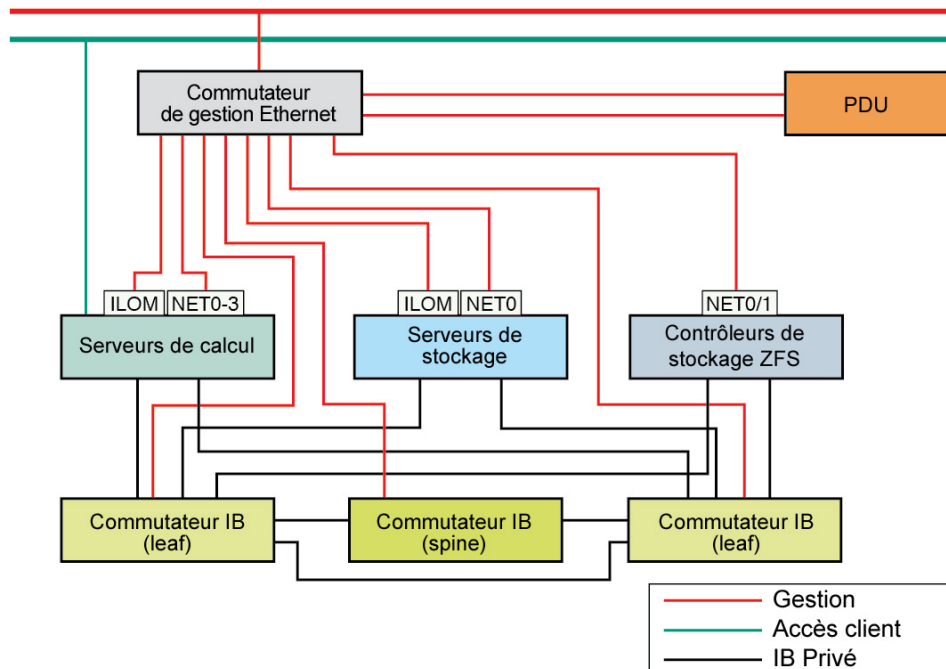 Commutateur
de gestion Ethernet
PDU
ILOM
NET0-3
ILOM
NET0
NET0/1
Serveurs de calcul
Serveurs de
stockage
Contrôleurs de
stockage ZFS
Commutateur IB
(leaf)
Commutateur IB
(spine)
Commutateur IB
(leaf)
Gestion
Accès client
IB Privé